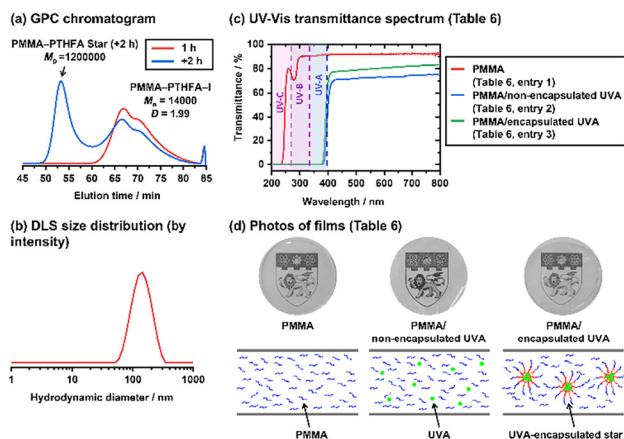 (a) GPC chromatogram
PMMA–PTHFA Star (+2 h)
Mp =1200000
1 h
+2 h
PMMA–PTHFA–I
Mn = 14000
Đ = 1.99
45 50 55 60 65 70 75 80 85
Elution time / min
(b) DLS size distribution (by
intensity)
1 10 100 1000
Hydrodynamic diameter / nm
(c) UV-Vis transmittance spectrum (Table 6)
Transmittance / %
100
80
60
40
20
0
UV-C
UV-B
UV-A
200 300 400 500 600 700 800
Wavelength / nm
PMMA
(Table 6, entry 1)
PMMA/non-encapsulated UVA
(Table 6, entry 2)
PMMA/encapsulated UVA
(Table 6, entry 3)
(d) Photos of films (Table 6)
PMMA
PMMA/
non-encapsulated UVA
PMMA/
encapsulated UVA
PMMA
UVA
UVA-encapsulated star